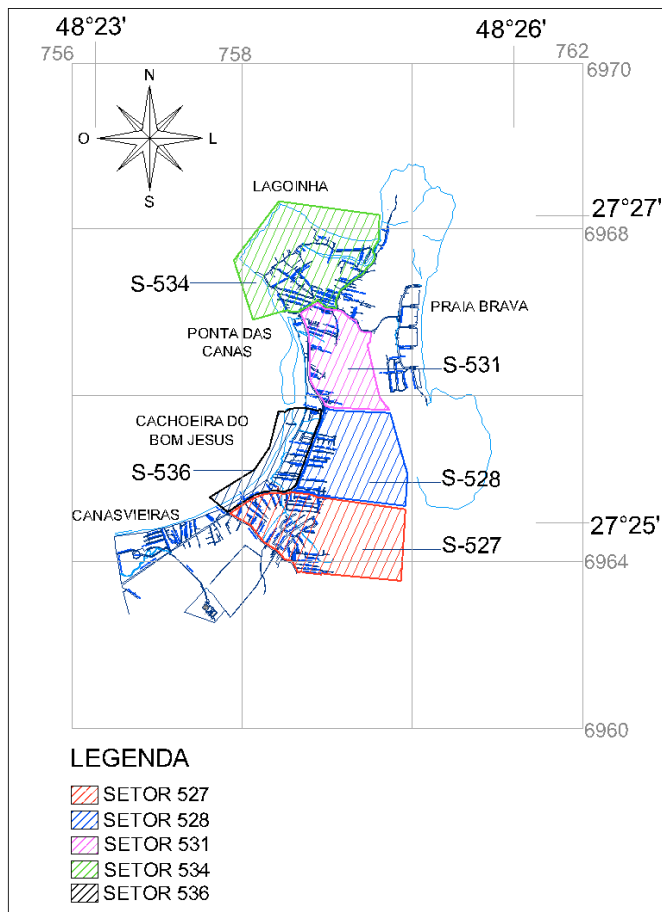 48°23'
48°26'
756
758
762
6970
N
O
L
S
LAGOINHA
27°27'
6968
S-534
PRAIA BRAVA
PONTA DAS
CANAS
S-531
CACHOEIRA DO
BOM JESUS
S-536
S-528
CANASVIEIRAS
27°25'
S-527
6964
6960
LEGENDA
SETOR 527
SETOR 528
SETOR 531
SETOR 534
SETOR 536